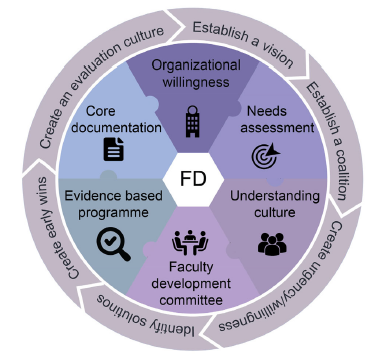 Establish a vision
Establish a coalition
Create urgency/willingness
Identify solutinos
Create early wins
Create an evaluation culture
Organizational
willingness
Needs
assessment
Understanding
culture
Faculty
development
committee
Evidence based
programme
Core
documentation
FD